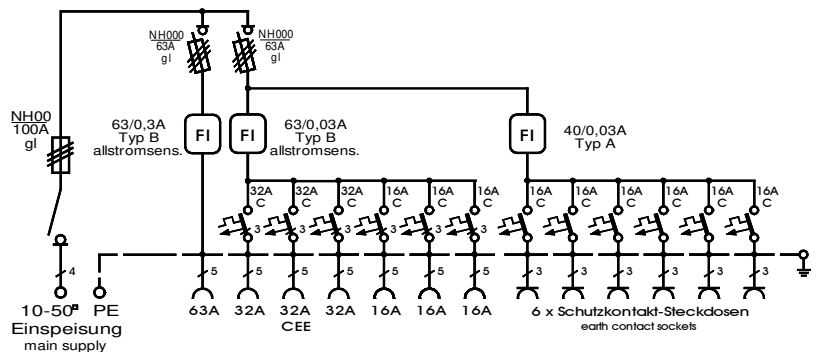 NH000
63A
gl
NH000
63A
gl
NH00
100A
gl
63/0,3A
Typ B
allstromsens.
FI
63/0,03A
Typ B
allstromsens.
FI
FI
40/0,03A
Typ A
32A 32A 32A 16A 16A 16A 16A 16A 16A 16A 16A 16A
C C C C C C C C C C C C
3 3 3 3 3 3
4 5 5 5 5 5 5 5 3 3 3 3 3 3
10-50¤ PE
Einspeisung
main supply
63A 32A 32A 32A 16A 16A 16A
CEE
6 x Schutzkontakt-Steckdosen
earth contact sockets